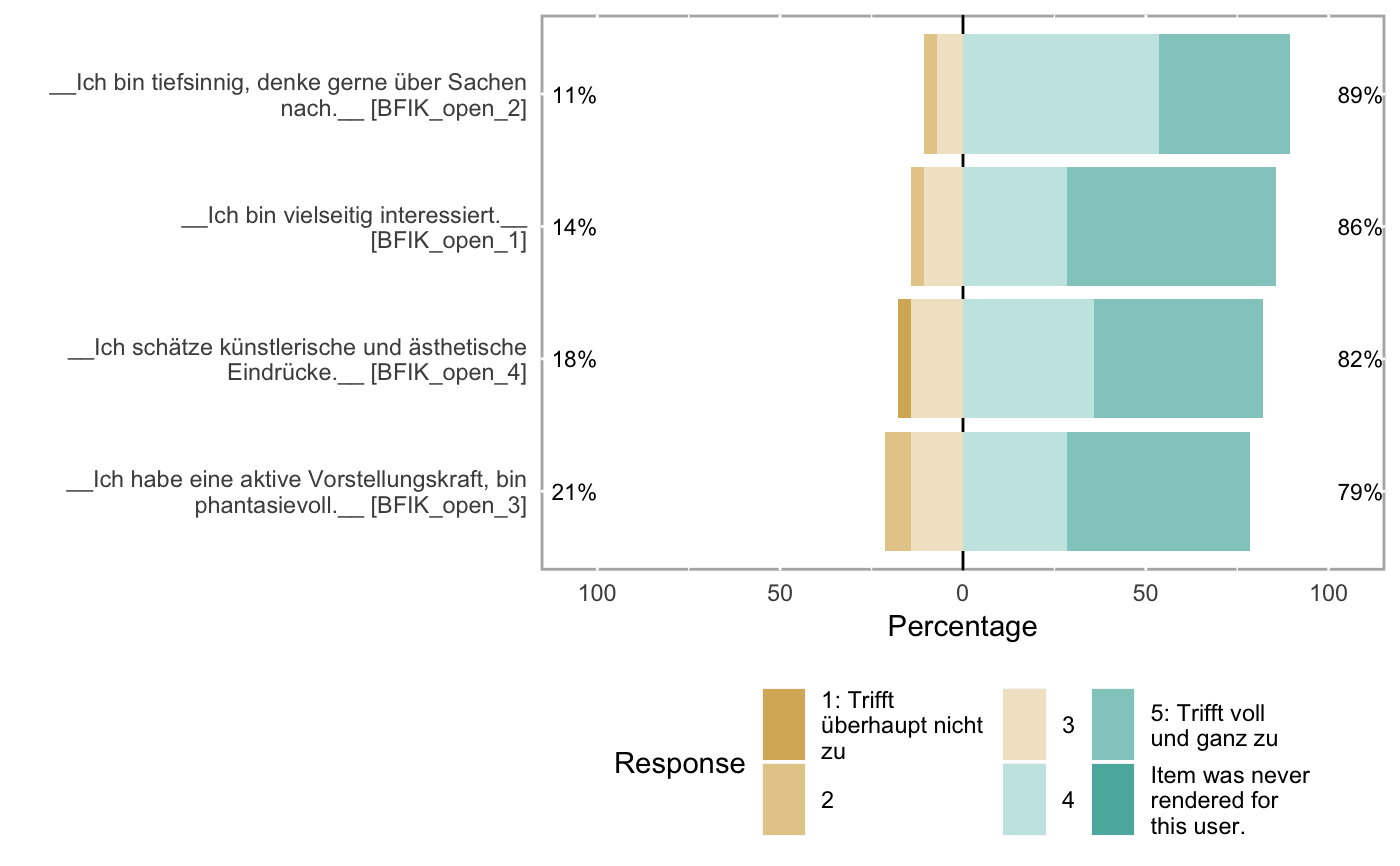 __Ich bin tiefsinnig, denke gerne über Sachen
nach.__ [BFIK_open_2]
11%
89%
__Ich bin vielseitig interessiert.__
[BFIK_open_1]
14%
86%
__Ich schätze künstlerische und ästhetische
Eindrücke.__ [BFIK_open_4]
18%
82%
__Ich habe eine aktive Vorstellungskraft, bin
phantasievoll.__ [BFIK_open_3]
21%
79%
100 50 0 50 100
Percentage
Response
1: Trifft
überhaupt nicht
zu
2
3
4
5: Trifft voll
und ganz zu
Item was never
rendered for
this user.